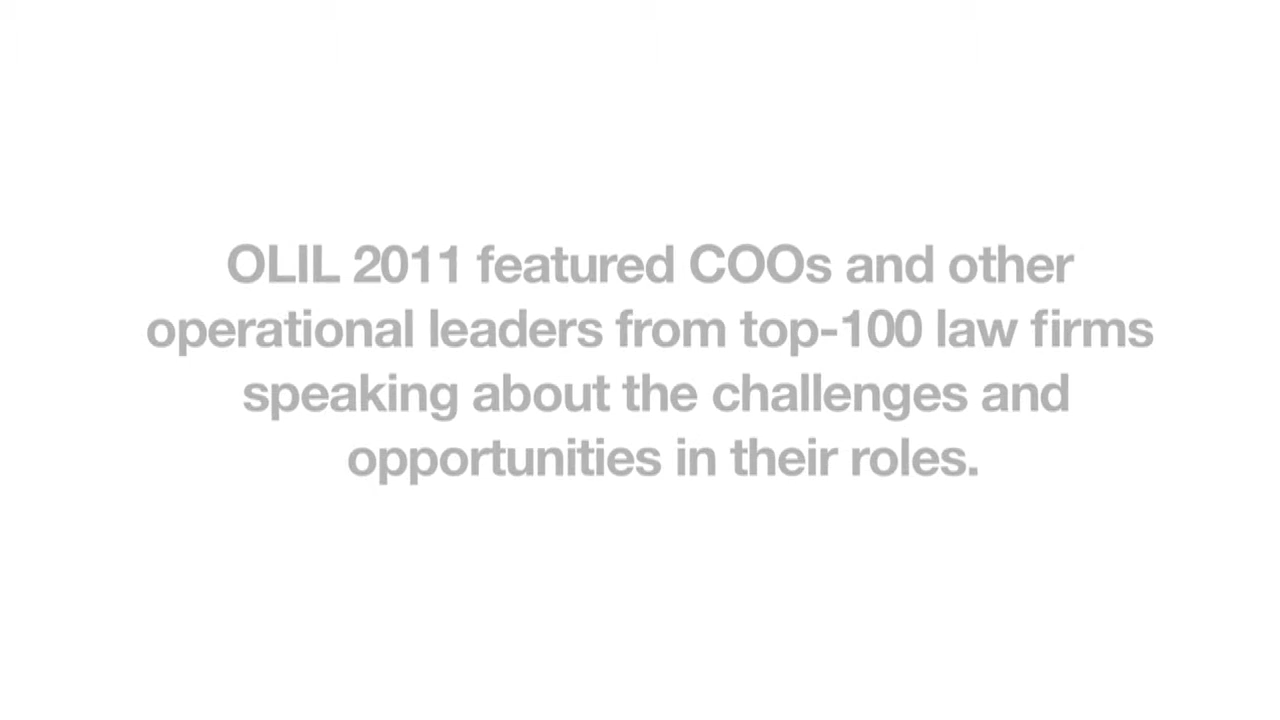 OLIL 2011 featured COOs and other
operational leaders from top-100 law firms
speaking about the challenges and
opportunities in their roles.